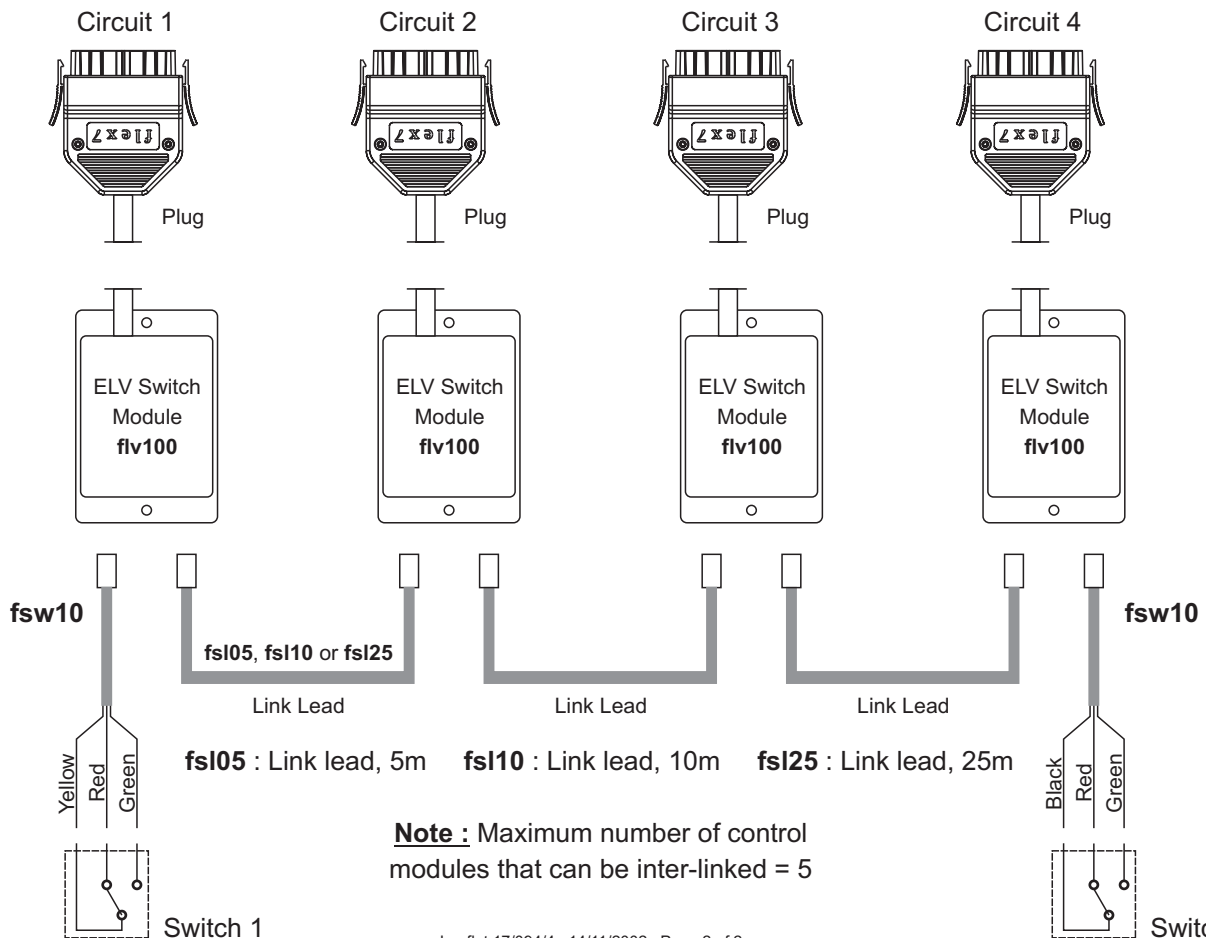 Circuit 1 Circuit 2 Circuit 3 Circuit 4
flex7 flex7 flex7 flex7
Plug Plug Plug Plug
ELV Switch ELV Switch ELV Switch ELV Switch
Module Module Module Module
flv100 flv100 flv100 flv100
fsw10 fsw10
fsl05, fsl10 or fsl25
Link Lead Link Lead Link Lead
fsl05 : Link lead, 5m fsl10 : Link lead, 10m fsl25 : Link lead, 25m
Yellow Red Green Black Red Green
Note : Maximum number of control
modules that can be inter-linked = 5
Switch 1 Switc